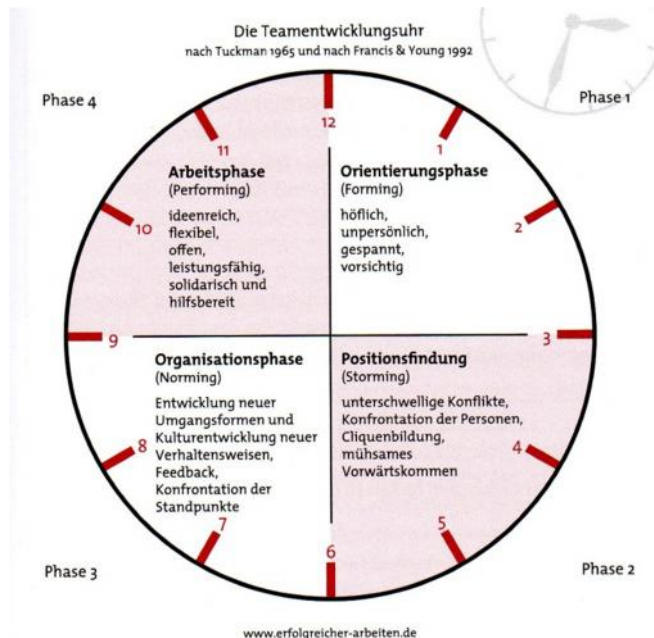 Die Teamentwicklungsuhr
nach Tuckman 1965 und nach Francis & Young 1992
Phase 4
Phase 1
12
11
1
Arbeitsphase
(Performing)
ideenreich,
flexibel,
offen,
leistungsfähig,
solidarisch und
hilfsbereit
Orientierungsphase
(Forming)
höflich,
unpersönlich,
gespannt,
vorsichtig
10
2
9
3
Organisationsphase
(Norming)
Entwicklung neuer
Umgangsformen und
Kulturentwicklung neuer
Verhaltensweisen,
Feedback,
Konfrontation der
Standpunkte
Positionsfindung
(Storming)
unterschwellige Konflikte,
Konfrontation der Personen,
Cliquenbildung,
mühsames
Vorwärtskommen
8
4
7
5
6
Phase 3
Phase 2
www.erfolgreicher-arbeiten.de